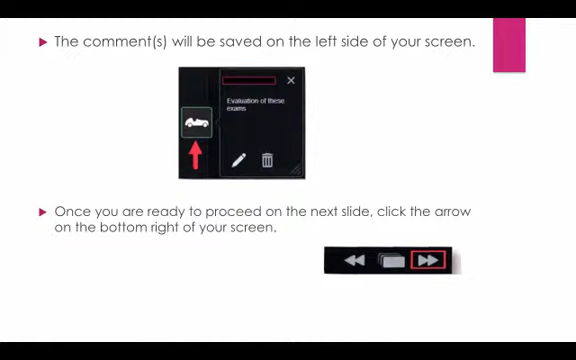 The comment(s) will be saved on the left side of your screen.
Evaluation of these
exams
Once you are ready to proceed on the next slide, click the arrow
on the bottom right of your screen.